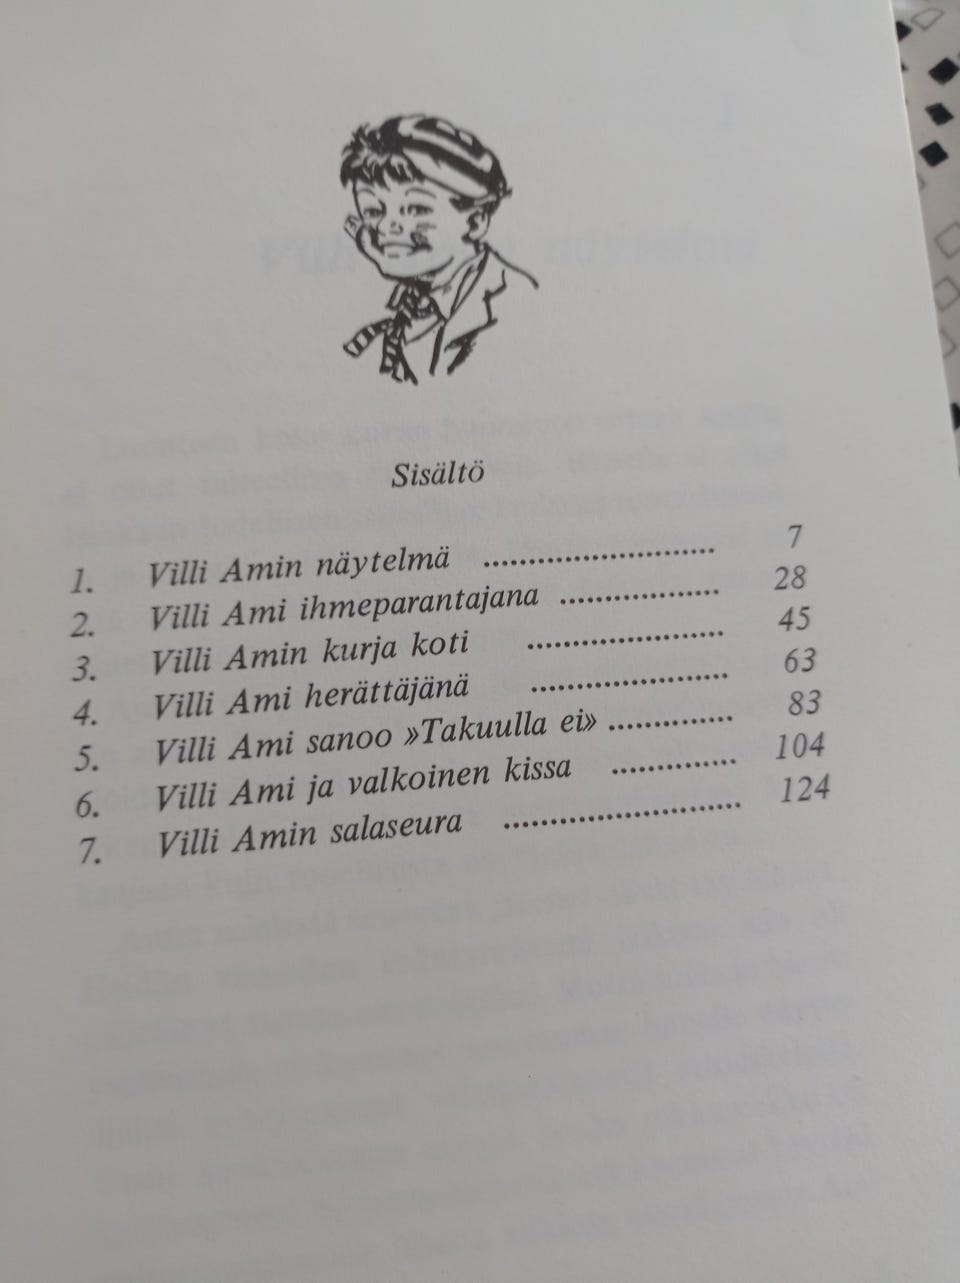 Sisältö
1. Villi Amin näytelmä ........................ 7
2. Villi Ami ihmeparantajana ................. 28
3. Villi Amin kurja koti ..................... 45
4. Villi Ami herättäjänä ..................... 63
5. Villi Ami sanoo »Takuulla ei» ............. 83
6. Villi Ami ja valkoinen kissa ............. 104
7. Villi Amin salaseura ......................... 124